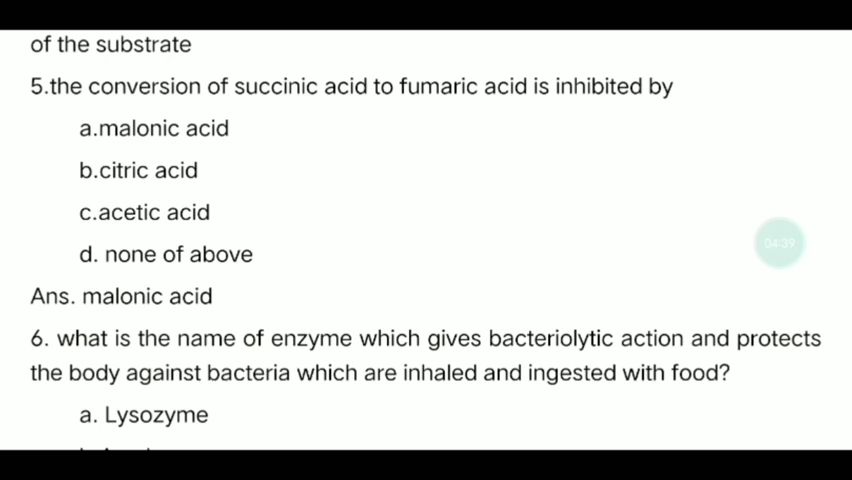 of the substrate
5.the conversion of succinic acid to fumaric acid is inhibited by
a.malonic acid
b.citric acid
c.acetic acid
d. none of above
04:39
Ans. malonic acid
6. what is the name of enzyme which gives bacteriolytic action and protects
the body against bacteria which are inhaled and ingested with food?
a. Lysozyme